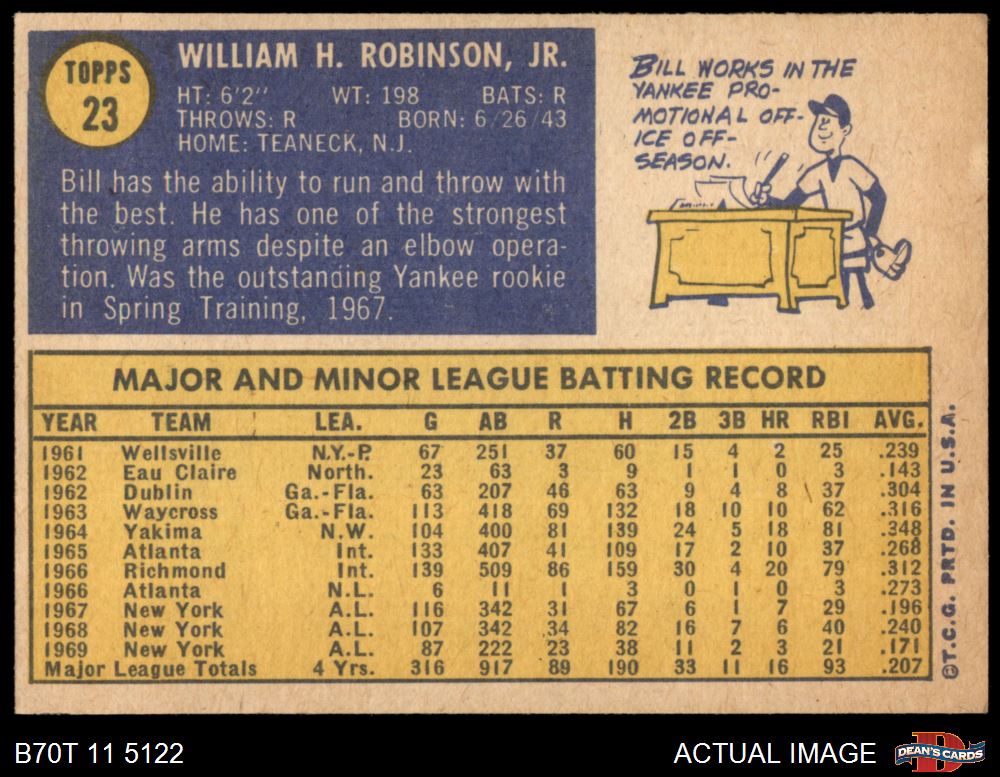 TOPPS
23
WILLIAM H. ROBINSON, JR.
HT: 6'2" WT: 198 BATS: R
THROWS: R BORN: 6/26/43
HOME: TEANECK, N.J.
Bill has the ability to run and throw with
the best. He has one of the strongest
throwing arms despite an elbow opera-
tion. Was the outstanding Yankee rookie
in Spring Training, 1967.
BILL WORKS IN THE
YANKEE PRO-
MOTIONAL OFF-
ICE OFF-
SEASON.
MAJOR AND MINOR LEAGUE BATTING RECORD
YEAR TEAM LEA. G AB R H 2B 3B HR RBI AVG.
1961 Wellsville N.Y.-P. 67 251 37 60 15 4 2 25 .239
1962 Eau Claire North. 23 63 3 9 1 1 0 3 .143
1962 Dublin Ga.-Fla. 63 207 46 63 9 4 8 37 .304
1963 Waycross Ga.-Fla. 113 418 69 132 18 10 10 62 .316
1964 Yakima N.W. 104 400 81 139 24 5 18 81 .348
1965 Atlanta Int. 133 407 41 109 17 2 10 37 .268
1966 Richmond Int. 139 509 86 159 30 4 20 79 .312
1966 Atlanta N.L. 6 11 1 3 0 1 0 3 .273
1967 New York A.L. 116 342 31 67 6 1 7 29 .196
1968 New York A.L. 107 342 34 82 16 7 6 40 .240
1969 New York A.L. 87 222 23 38 11 2 3 21 .171
Major League Totals 4 Yrs. 316 917 89 190 33 11 16 93 .207
©T.C.G. PRTD. IN U.S.A.
B70T 11 5122
ACTUAL IMAGE
DEAN'S CARDS